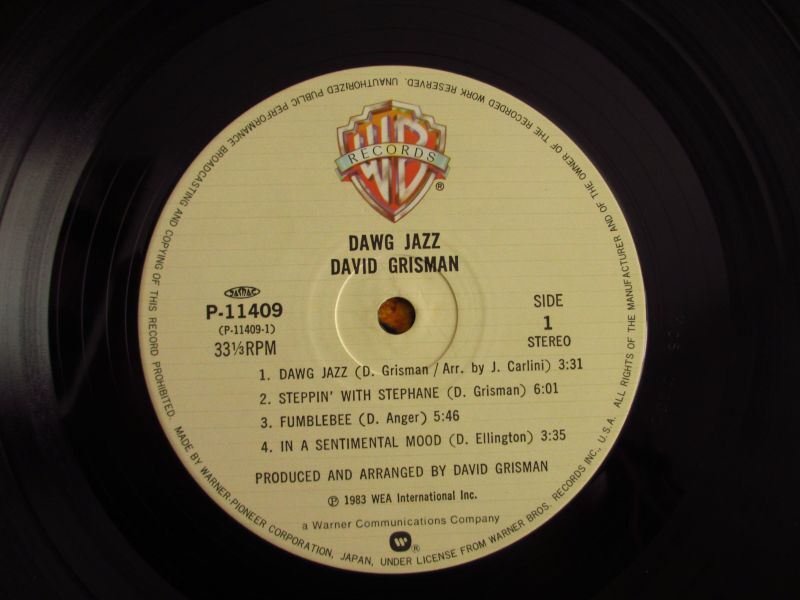 WB
RECORDS
®
DAWG JAZZ
DAVID GRISMAN
JASRAC
P-11409
(P-11409-1)
33⅓RPM
SIDE
1
STEREO
1. DAWG JAZZ (D. Grisman / Arr. by J. Carlini) 3:31
2. STEPPIN' WITH STEPHANE (D. Grisman) 6:01
3. FUMBLEBEE (D. Anger) 5:46
4. IN A SENTIMENTAL MOOD (D. Ellington) 3:35
PRODUCED AND ARRANGED BY DAVID GRISMAN
℗ 1983 WEA International Inc.
a Warner Communications Company
®
MADE BY WARNER-PIONEER CORPORATION, JAPAN, UNDER LICENSE FROM WARNER BROS. RECORDS INC., U.S.A. ALL RIGHTS OF THE MANUFACTURER AND OF THE OWNER OF THE RECORDED WORK RESERVED. UNAUTHORIZED PUBLIC PERFORMANCE BROADCASTING AND COPYING OF THIS RECORD PROHIBITED.